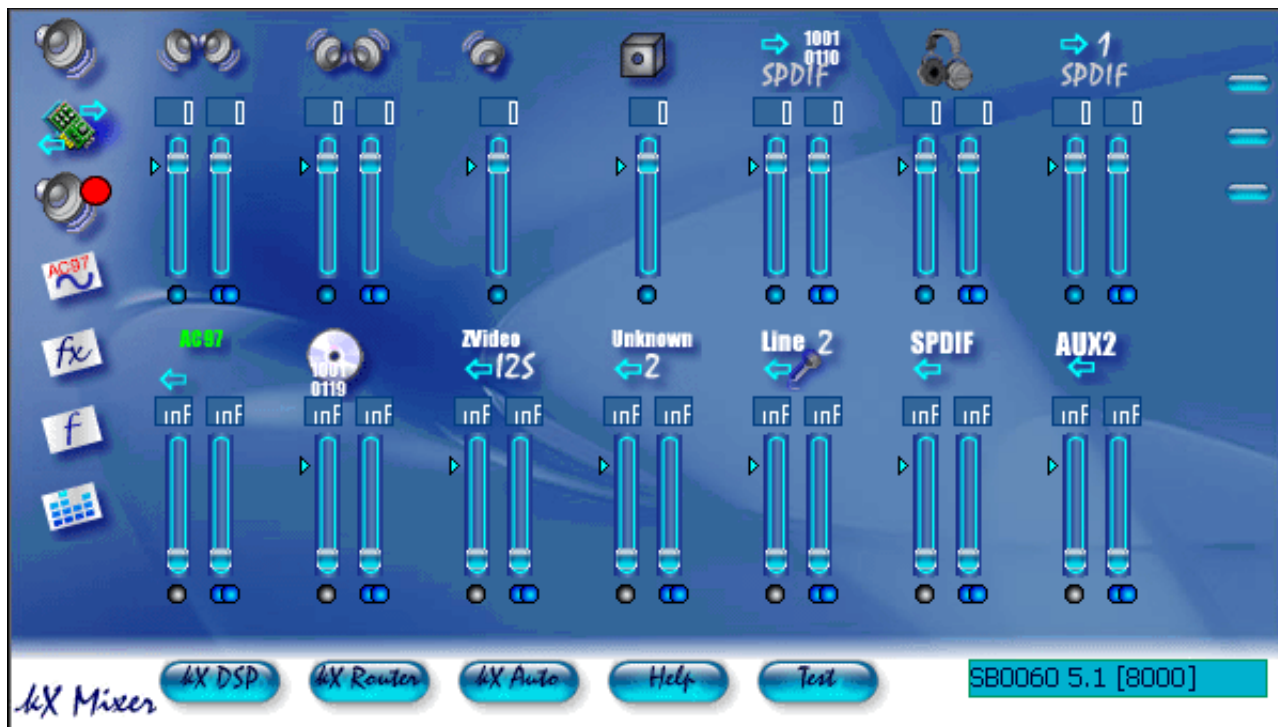 1001
0110
SPDIF
1
SPDIF
0 0 0 0 0 0 0 0 0 0 0 0
AC97
AC97
1001
0119
ZVideo
I2S
Unknown
2
Line 2
SPDIF
AUX2
fx
inF inF inF inF inF inF inF inF inF inF inF inF inF inF
f
kX Mixer
kX DSP
kX Router
kX Auto
Help
Test
SB0060 5.1 [8000]